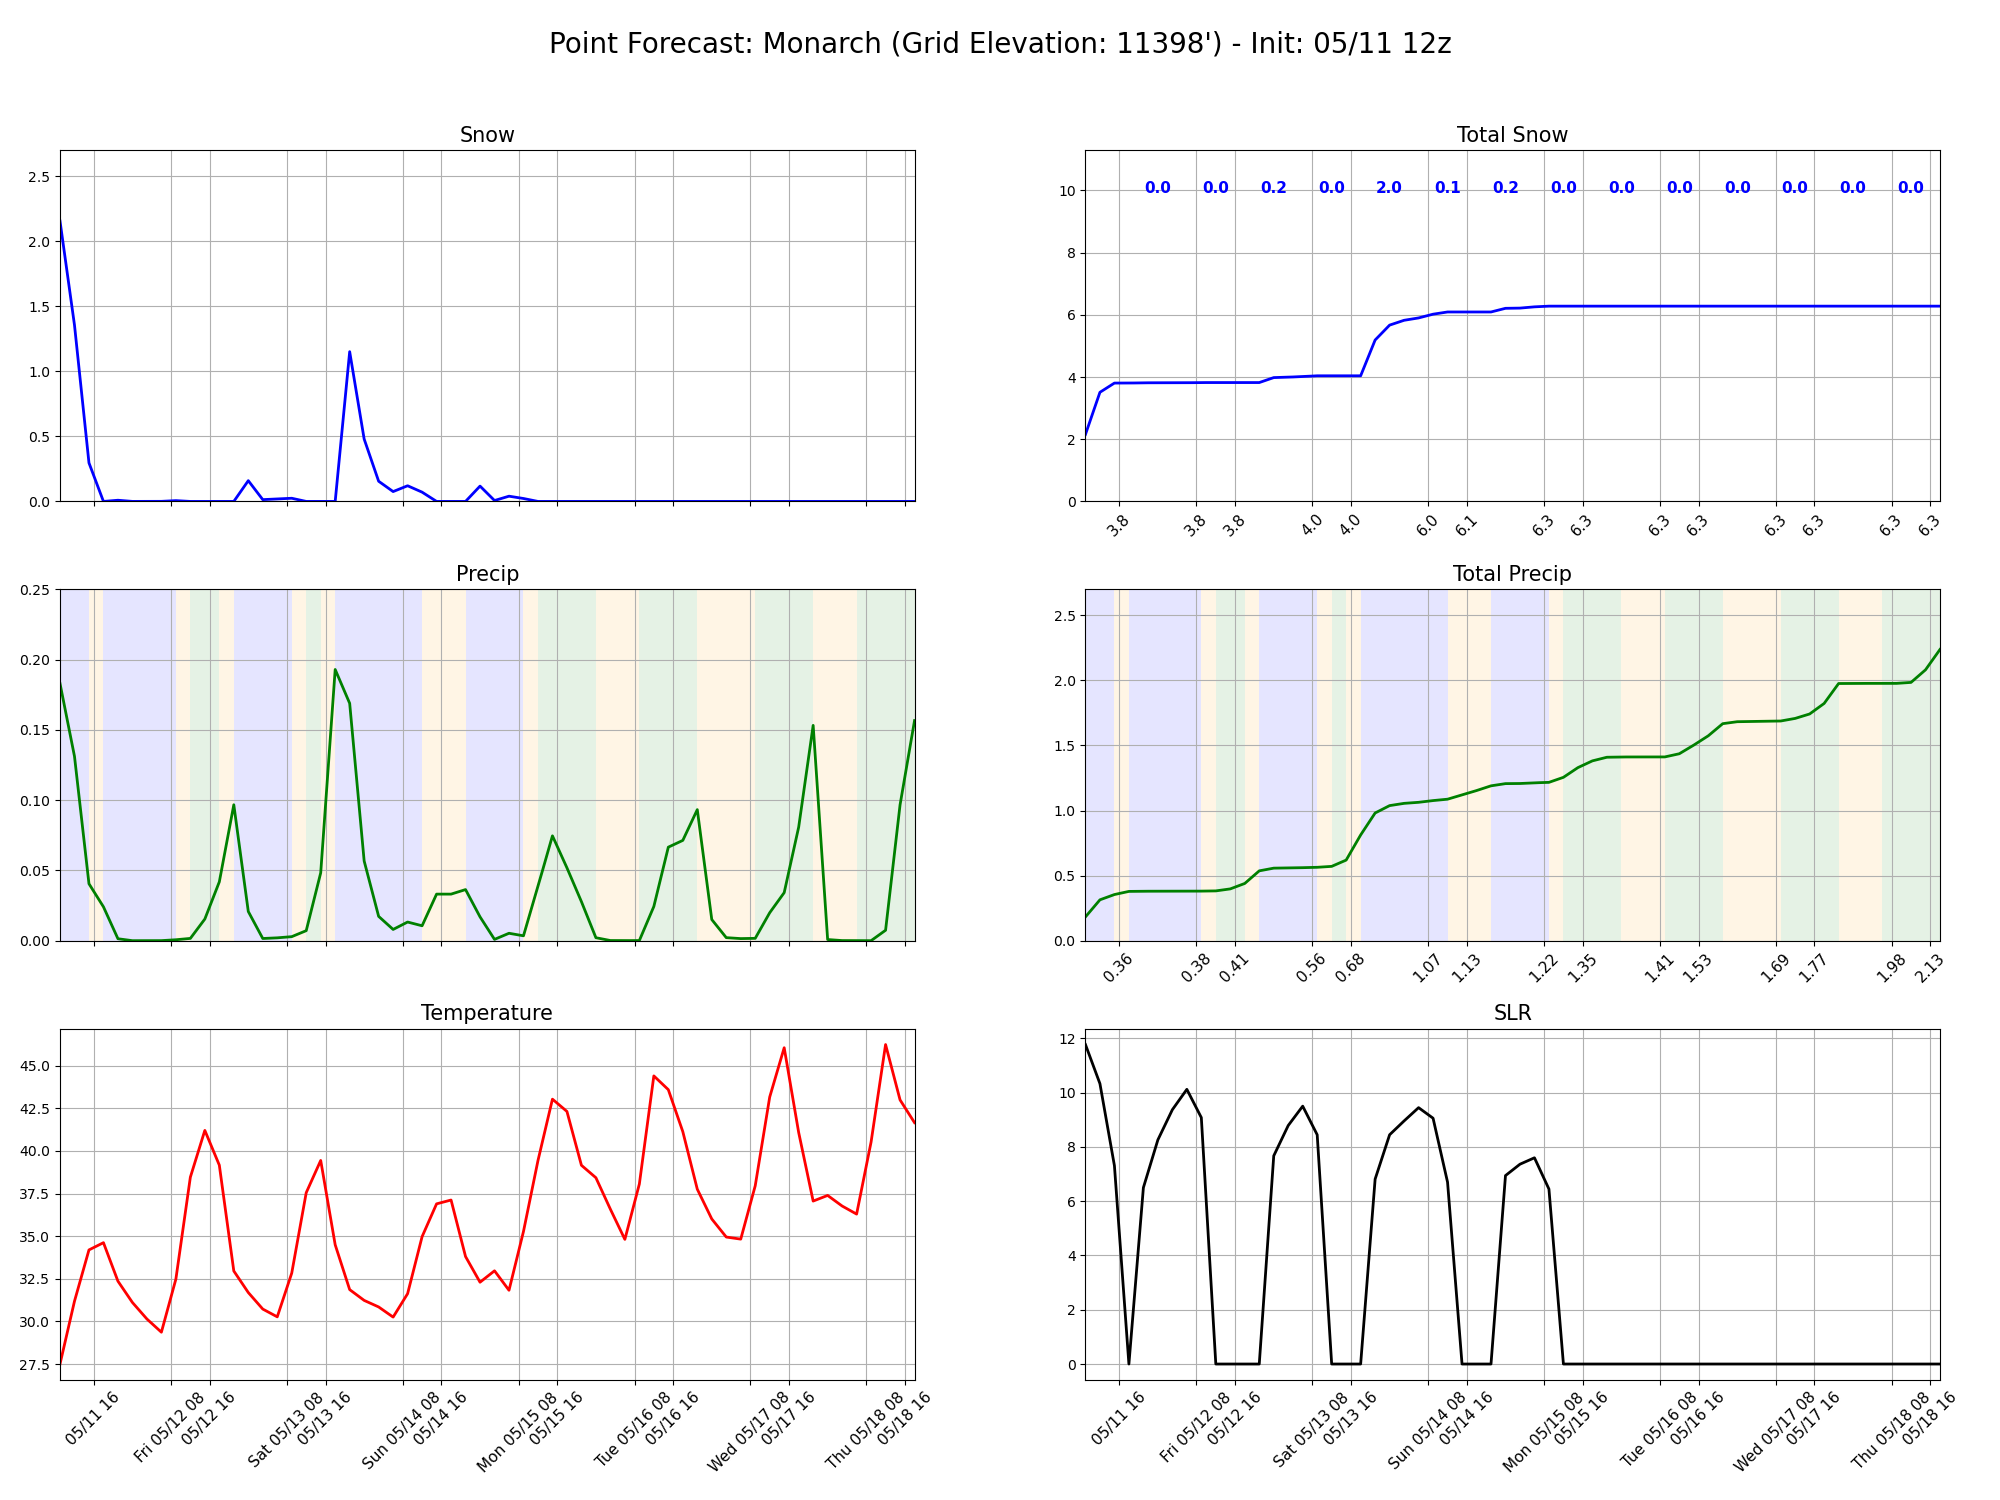 Point Forecast: Monarch (Grid Elevation: 11398') - Init: 05/11 12z
Snow
2.5
2.0
1.5
1.0
0.5
0.0
Total Snow
0.0 0.0 0.2 0.0 2.0 0.1 0.2 0.0 0.0 0.0 0.0 0.0 0.0 0.0
10
8
6
4
2
0
3.8 3.8 3.8 4.0 4.0 6.0 6.1 6.3 6.3 6.3 6.3 6.3 6.3 6.3 6.3
Precip
0.25
0.20
0.15
0.10
0.05
0.00
Total Precip
2.5
2.0
1.5
1.0
0.5
0.0
0.36 0.38 0.41 0.56 0.68 1.07 1.13 1.22 1.35 1.41 1.53 1.69 1.77 1.98 2.13
Temperature
45.0
42.5
40.0
37.5
35.0
32.5
30.0
27.5
05/11 16
Fri 05/12 08
05/12 16
Sat 05/13 08
05/13 16
Sun 05/14 08
05/14 16
Mon 05/15 08
05/15 16
Tue 05/16 08
05/16 16
Wed 05/17 08
05/17 16
Thu 05/18 08
05/18 16
SLR
12
10
8
6
4
2
0
05/11 16
Fri 05/12 08
05/12 16
Sat 05/13 08
05/13 16
Sun 05/14 08
05/14 16
Mon 05/15 08
05/15 16
Tue 05/16 08
05/16 16
Wed 05/17 08
05/17 16
Thu 05/18 08
05/18 16